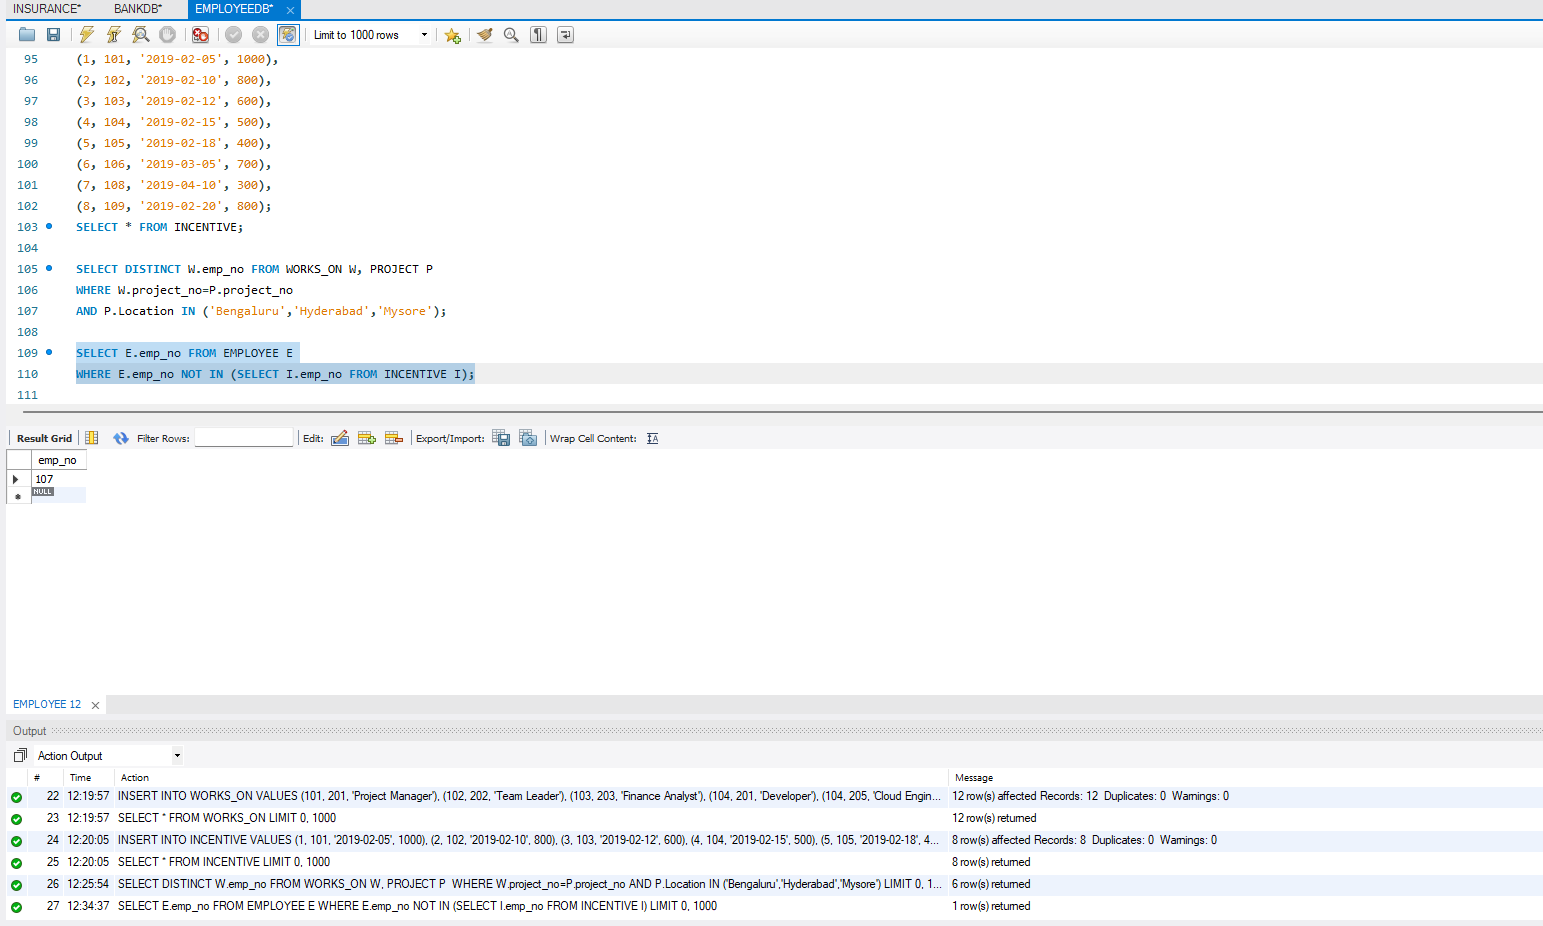 INSURANCE* BANKDB* EMPLOYEEDB*
Limit to 1000 rows
95 (1, 101, '2019-02-05', 1000),
96 (2, 102, '2019-02-10', 800),
97 (3, 103, '2019-02-12', 600),
98 (4, 104, '2019-02-15', 500),
99 (5, 105, '2019-02-18', 400),
100 (6, 106, '2019-03-05', 700),
101 (7, 108, '2019-04-10', 300),
102 (8, 109, '2019-02-20', 800);
103 SELECT * FROM INCENTIVE;
104
105 SELECT DISTINCT W.emp_no FROM WORKS_ON W, PROJECT P
106 WHERE W.project_no=P.project_no
107 AND P.Location IN ('Bengaluru','Hyderabad','Mysore');
108
109 SELECT E.emp_no FROM EMPLOYEE E
110 WHERE E.emp_no NOT IN (SELECT I.emp_no FROM INCENTIVE I);
111
Result Grid Filter Rows: Edit: Export/Import: Wrap Cell Content:
emp_no
107
NULL
EMPLOYEE 12
Output
Action Output
# Time Action Message
22 12:19:57 INSERT INTO WORKS_ON VALUES (101, 201, 'Project Manager'), (102, 202, 'Team Leader'), (103, 203, 'Finance Analyst'), (104, 201, 'Developer'), (104, 205, 'Cloud Engin... 12 row(s) affected Records: 12 Duplicates: 0 Warnings: 0
23 12:19:57 SELECT * FROM WORKS_ON LIMIT 0, 1000 12 row(s) returned
24 12:20:05 INSERT INTO INCENTIVE VALUES (1, 101, '2019-02-05', 1000), (2, 102, '2019-02-10', 800), (3, 103, '2019-02-12', 600), (4, 104, '2019-02-15', 500), (5, 105, '2019-02-18', 4... 8 row(s) affected Records: 8 Duplicates: 0 Warnings: 0
25 12:20:05 SELECT * FROM INCENTIVE LIMIT 0, 1000 8 row(s) returned
26 12:25:54 SELECT DISTINCT W.emp_no FROM WORKS_ON W, PROJECT P WHERE W.project_no=P.project_no AND P.Location IN ('Bengaluru','Hyderabad','Mysore') LIMIT 0, 1... 6 row(s) returned
27 12:34:37 SELECT E.emp_no FROM EMPLOYEE E WHERE E.emp_no NOT IN (SELECT I.emp_no FROM INCENTIVE I) LIMIT 0, 1000 1 row(s) returned